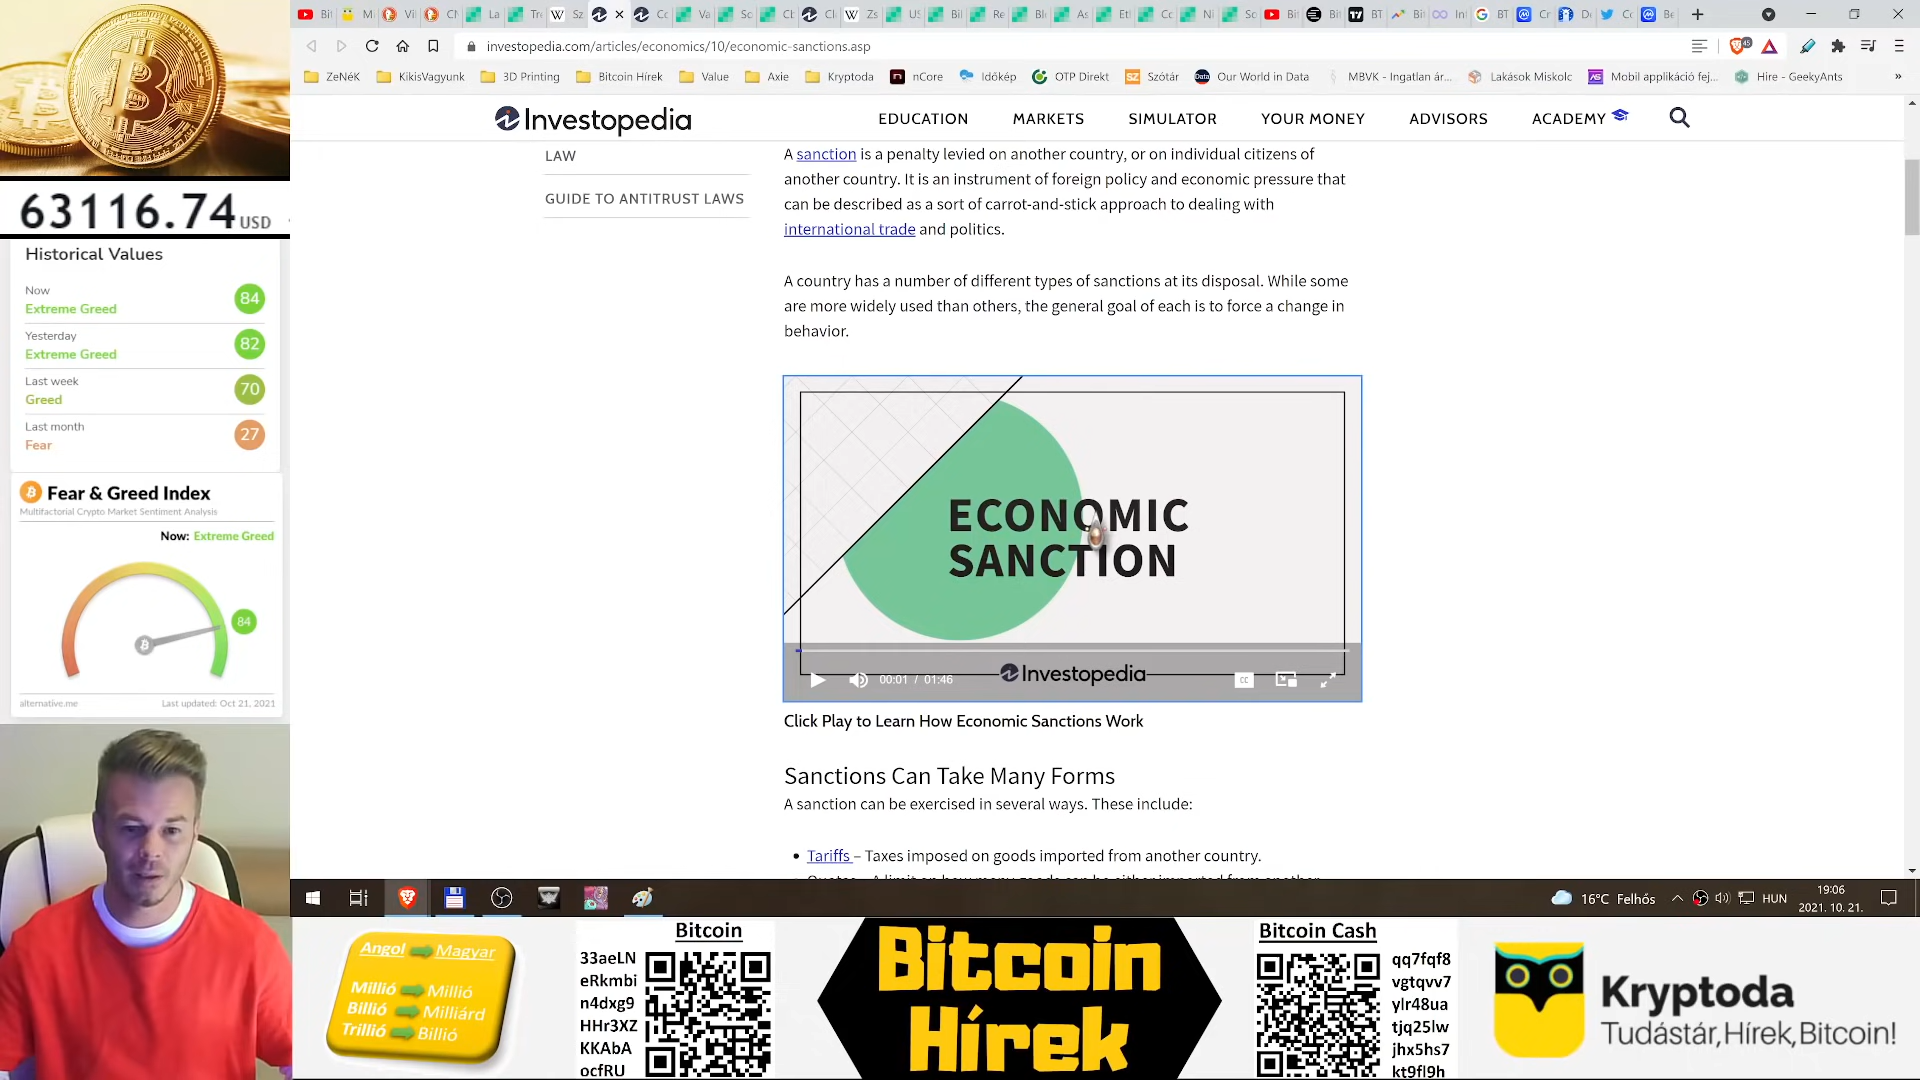 63116.74 USD
Historical Values
Now
Extreme Greed
84
Yesterday
Extreme Greed
82
Last week
Greed
70
Last month
Fear
27
Fear & Greed Index
Multifactorial Crypto Market Sentiment Analysis
Now: Extreme Greed
84
alternative.me
Last updated: Oct 21, 2021
investopedia.com/articles/economics/10/economic-sanctions.asp
45
ZeNéK
KikisVagyunk
3D Printing
Bitcoin Hírek
Value
Axie
Kryptoda
nCore
Időkép
OTP Direkt
Szótár
Our World in Data
MBVK - Ingatlan ár...
Lakások Miskolc
Mobil applikáció fej...
Hire - GeekyAnts
Investopedia
EDUCATION
MARKETS
SIMULATOR
YOUR MONEY
ADVISORS
ACADEMY
LAW
GUIDE TO ANTITRUST LAWS
A sanction is a penalty levied on another country, or on individual citizens of
another country. It is an instrument of foreign policy and economic pressure that
can be described as a sort of carrot-and-stick approach to dealing with
international trade and politics.
A country has a number of different types of sanctions at its disposal. While some
are more widely used than others, the general goal of each is to force a change in
behavior.
ECONOMIC
SANCTION
00:01 / 01:46
Investopedia
CC
Click Play to Learn How Economic Sanctions Work
Sanctions Can Take Many Forms
A sanction can be exercised in several ways. These include:
Tariffs – Taxes imposed on goods imported from another country.
16°C Felhős
HUN
19:06
2021. 10. 21.
Angol Magyar
Millió Millió
Billió Milliárd
Trillió Billió
Bitcoin
33aeLN
eRkmbi
n4dxg9
HHr3XZ
KKAbA
ocfRU
Bitcoin
Hírek
Bitcoin Cash
qq7fqf8
vgtqvv7
ylr48ua
tjq25lw
jhx5hs7
kt9fl9h
Kryptoda
Tudástár,Hírek,Bitcoin!